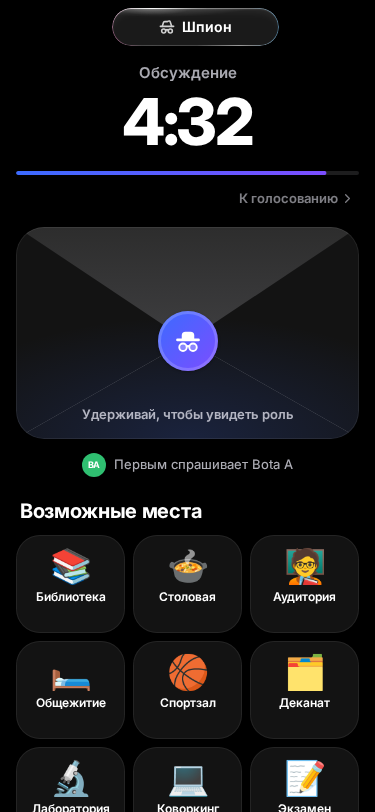 Шпион
Обсуждение
4:32
К голосованию
Удерживай, чтобы увидеть роль
BA Первым спрашивает Bota A
Возможные места
Библиотека
Столовая
Аудитория
Общежитие
Спортзал
Деканат
Лаборатория
Коворкинг
Экзамен